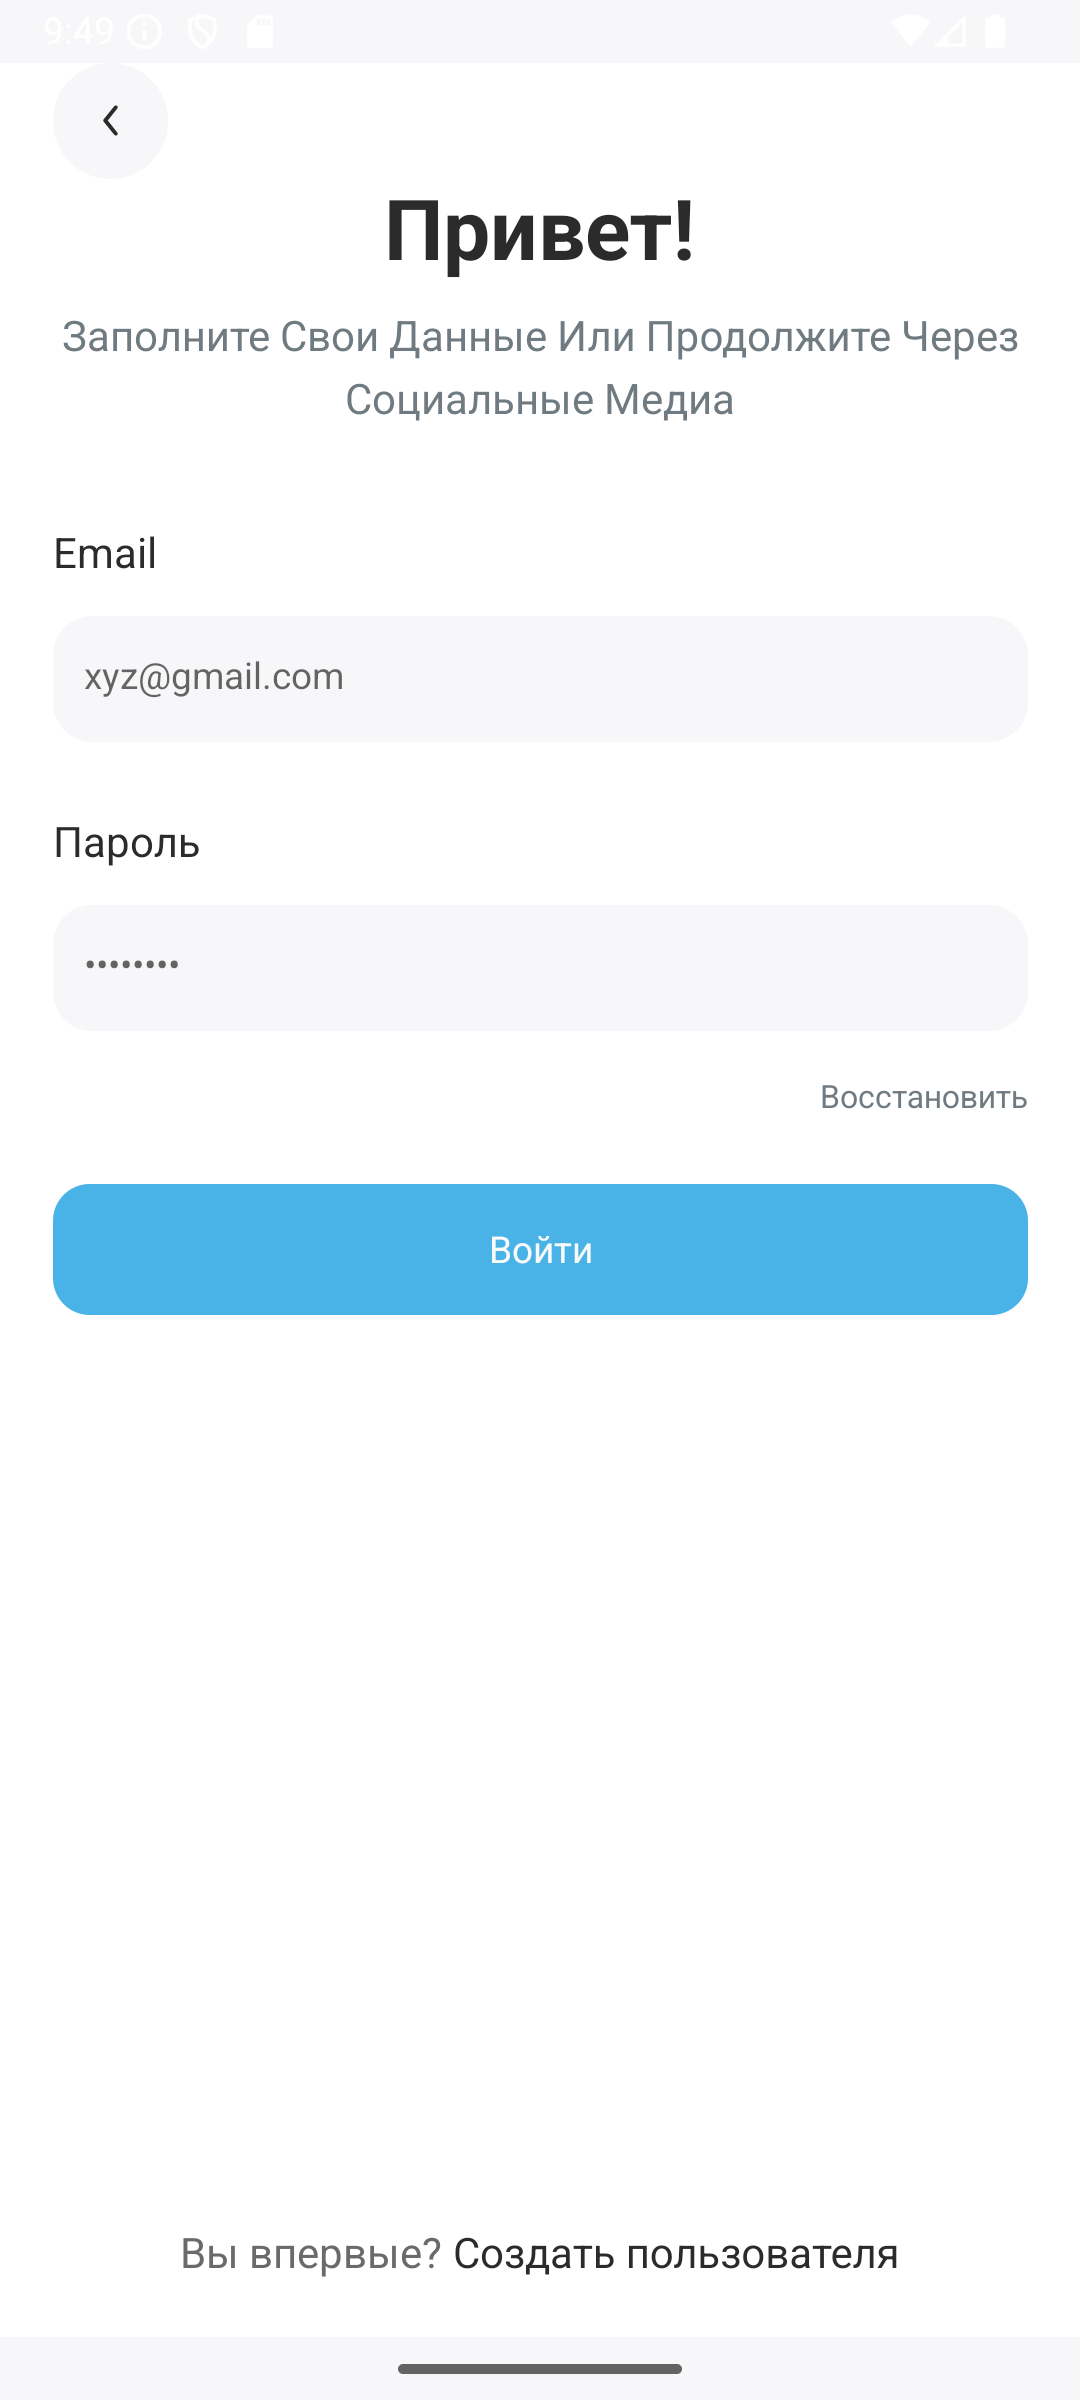 9:49
Привет!
Заполните Свои Данные Или Продолжите Через
Социальные Медиа
Email
xyz@gmail.com
Пароль
••••••••
Восстановить
Войти
Вы впервые? Создать пользователя